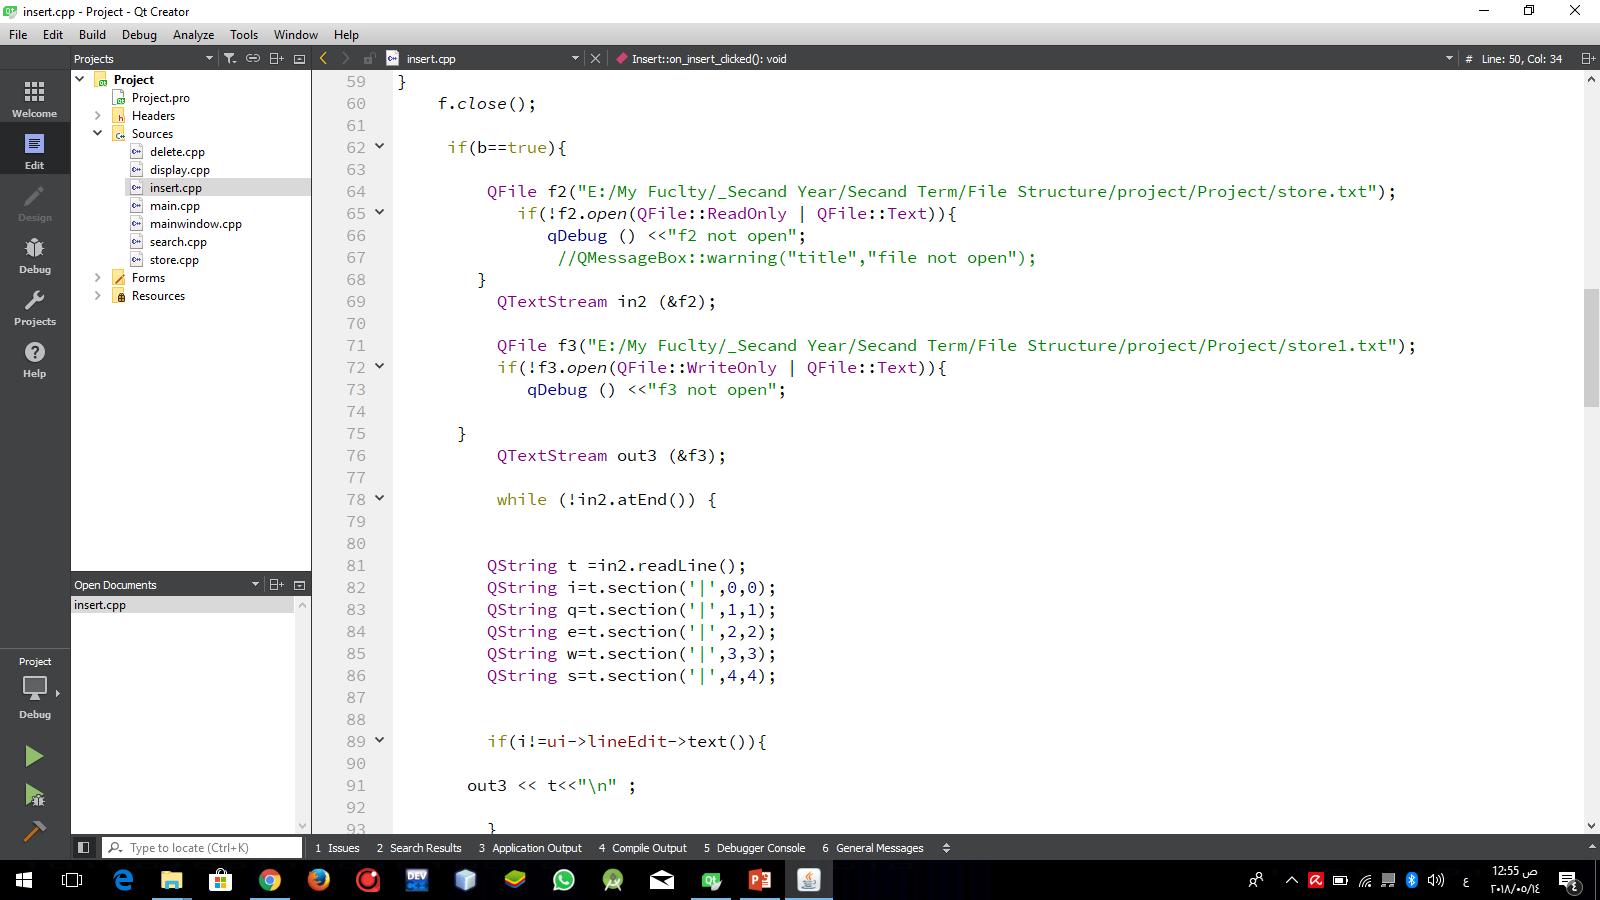 insert.cpp - Project - Qt Creator
File Edit Build Debug Analyze Tools Window Help
Projects
insert.cpp
Insert::on_insert_clicked(): void
# Line: 50, Col: 34
Welcome
Edit
Design
Debug
Projects
Help
Project
Project.pro
Headers
Sources
delete.cpp
display.cpp
insert.cpp
main.cpp
mainwindow.cpp
search.cpp
store.cpp
Forms
Resources
Open Documents
insert.cpp
Project
Debug
59 }
60 f.close();
61
62 if(b==true){
63
64 QFile f2("E:/My Fuclty/_Secand Year/Secand Term/File Structure/project/Project/store.txt");
65 if(!f2.open(QFile::ReadOnly | QFile::Text)){
66 qDebug () <<"f2 not open";
67 //QMessageBox::warning("title","file not open");
68 }
69 QTextStream in2 (&f2);
70
71 QFile f3("E:/My Fuclty/_Secand Year/Secand Term/File Structure/project/Project/store1.txt");
72 if(!f3.open(QFile::WriteOnly | QFile::Text)){
73 qDebug () <<"f3 not open";
74
75 }
76 QTextStream out3 (&f3);
77
78 while (!in2.atEnd()) {
79
80
81 QString t =in2.readLine();
82 QString i=t.section('|',0,0);
83 QString q=t.section('|',1,1);
84 QString e=t.section('|',2,2);
85 QString w=t.section('|',3,3);
86 QString s=t.section('|',4,4);
87
88
89 if(i!=ui->lineEdit->text()){
90
91 out3 << t<<"\n" ;
92
93 }
Type to locate (Ctrl+K)
1 Issues 2 Search Results 3 Application Output 4 Compile Output 5 Debugger Console 6 General Messages
DEV
ع
12:55 ص
٢٠١٨/٠٥/١٤
٤